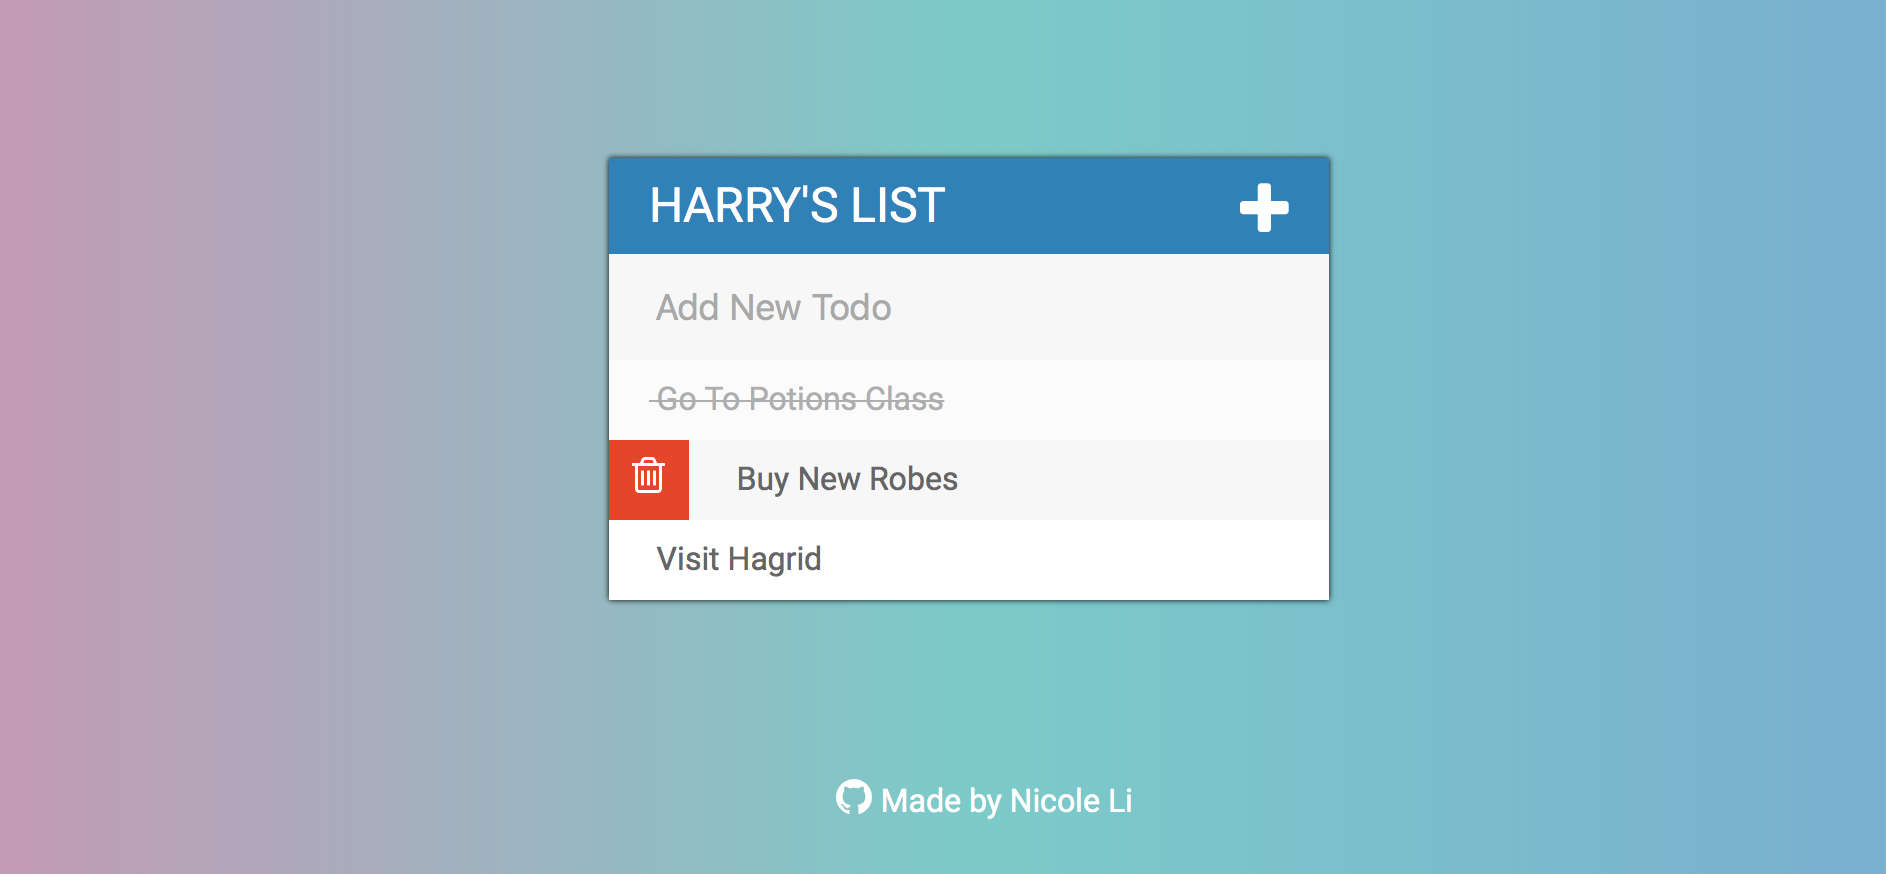 HARRY'S LIST
Add New Todo
Go To Potions Class
Buy New Robes
Visit Hagrid
Made by Nicole Li